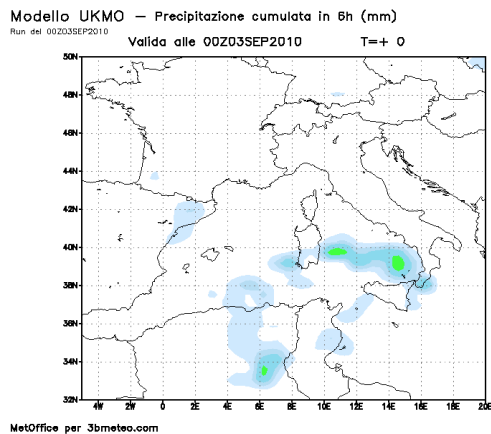 Modello UKMO — Precipitazione cumulata in 6h (mm)
Run del 00Z03SEP2010
Valida alle 00Z03SEP2010 T=+ 0
50N
48N
46N
44N
42N
40N
38N
36N
34N
32N
4W 2W 0 2E 4E 6E 8E 10E 12E 14E 16E 18E 20E
MetOffice per 3bmeteo.com